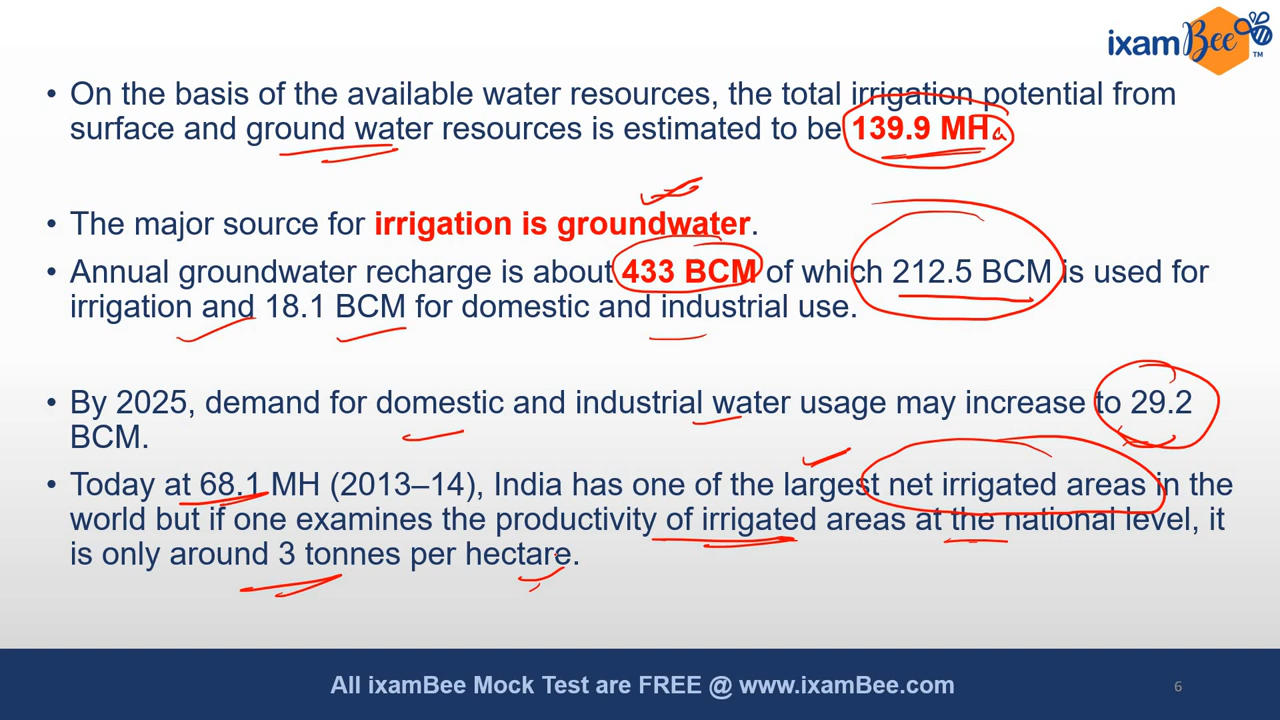 ixamBee
TM
• On the basis of the available water resources, the total irrigation potential from
surface and ground water resources is estimated to be 139.9 MHa
• The major source for irrigation is groundwater.
• Annual groundwater recharge is about 433 BCM of which 212.5 BCM is used for
irrigation and 18.1 BCM for domestic and industrial use.
• By 2025, demand for domestic and industrial water usage may increase to 29.2
BCM.
• Today at 68.1 MH (2013–14), India has one of the largest net irrigated areas in the
world but if one examines the productivity of irrigated areas at the national level, it
is only around 3 tonnes per hectare.
All ixamBee Mock Test are FREE @ www.ixamBee.com
6